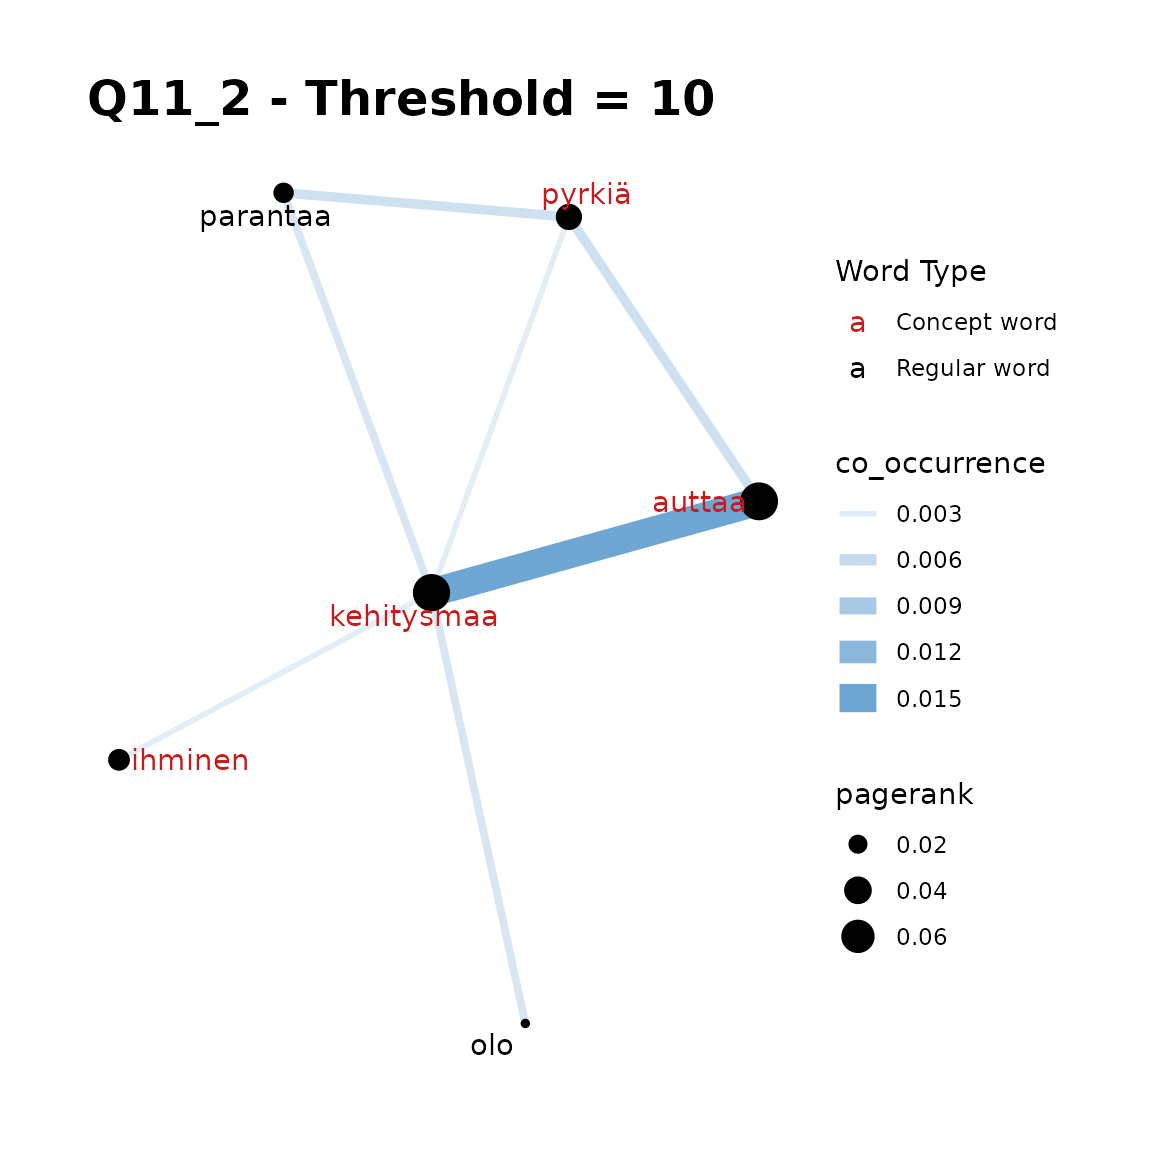 Q11_2 - Threshold = 10
pyrkiä
parantaa
auttaa
kehitysmaa
ihminen
olo
Word Type
a Concept word
a Regular word
co_occurrence
0.003
0.006
0.009
0.012
0.015
pagerank
0.02
0.04
0.06